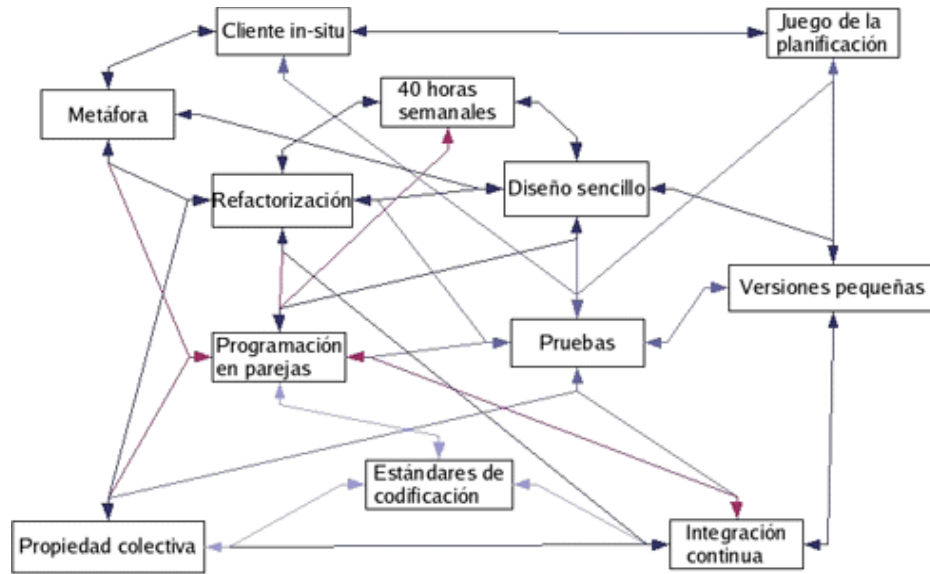 Cliente in-situ
Juego de la
planificación
40 horas
semanales
Metáfora
Refactorización
Diseño sencillo
Versiones pequeñas
Programación
en parejas
Pruebas
Estándares de
codificación
Propiedad colectiva
Integración
contínua